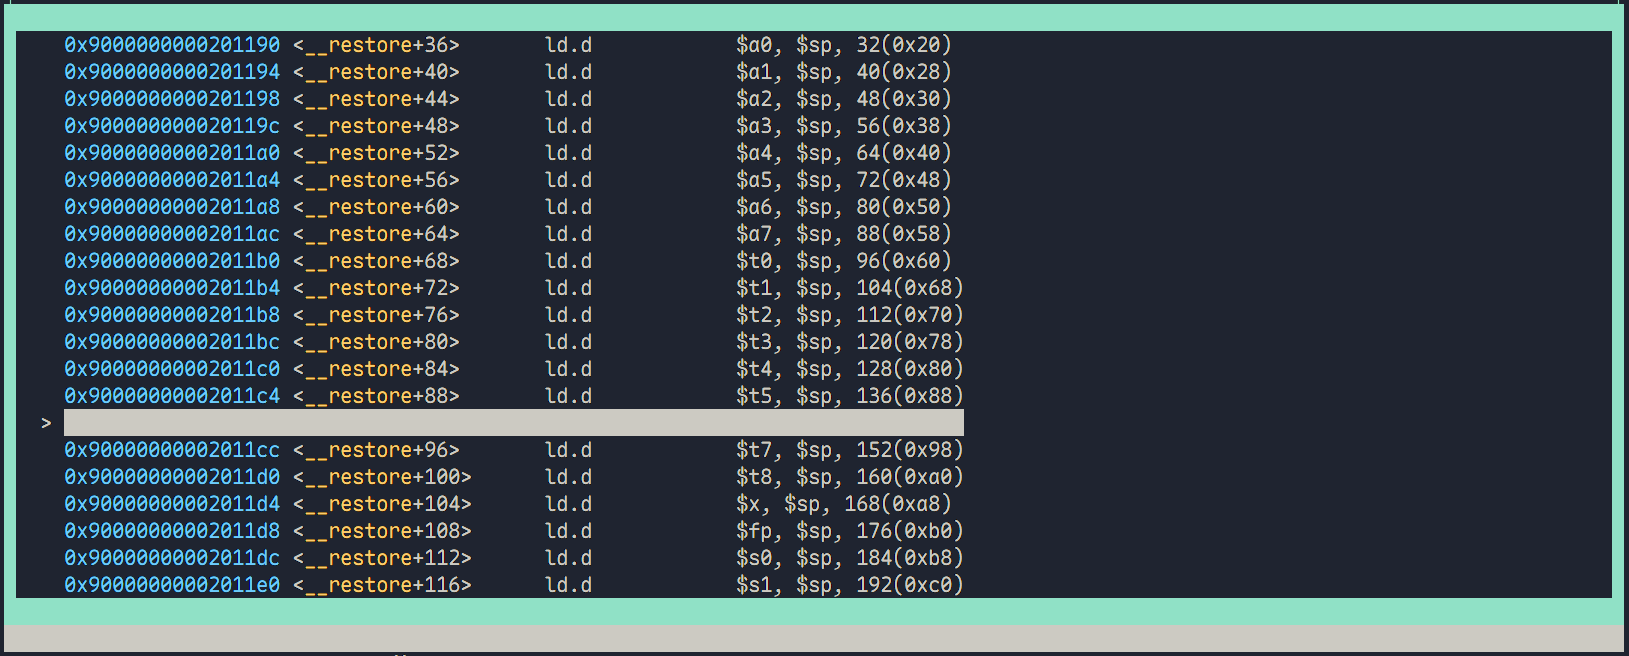 0x9000000000201190 <__restore+36> ld.d $a0, $sp, 32(0x20)
0x9000000000201194 <__restore+40> ld.d $a1, $sp, 40(0x28)
0x9000000000201198 <__restore+44> ld.d $a2, $sp, 48(0x30)
0x900000000020119c <__restore+48> ld.d $a3, $sp, 56(0x38)
0x90000000002011a0 <__restore+52> ld.d $a4, $sp, 64(0x40)
0x90000000002011a4 <__restore+56> ld.d $a5, $sp, 72(0x48)
0x90000000002011a8 <__restore+60> ld.d $a6, $sp, 80(0x50)
0x90000000002011ac <__restore+64> ld.d $a7, $sp, 88(0x58)
0x90000000002011b0 <__restore+68> ld.d $t0, $sp, 96(0x60)
0x90000000002011b4 <__restore+72> ld.d $t1, $sp, 104(0x68)
0x90000000002011b8 <__restore+76> ld.d $t2, $sp, 112(0x70)
0x90000000002011bc <__restore+80> ld.d $t3, $sp, 120(0x78)
0x90000000002011c0 <__restore+84> ld.d $t4, $sp, 128(0x80)
0x90000000002011c4 <__restore+88> ld.d $t5, $sp, 136(0x88)
>
0x90000000002011cc <__restore+96> ld.d $t7, $sp, 152(0x98)
0x90000000002011d0 <__restore+100> ld.d $t8, $sp, 160(0xa0)
0x90000000002011d4 <__restore+104> ld.d $x, $sp, 168(0xa8)
0x90000000002011d8 <__restore+108> ld.d $fp, $sp, 176(0xb0)
0x90000000002011dc <__restore+112> ld.d $s0, $sp, 184(0xb8)
0x90000000002011e0 <__restore+116> ld.d $s1, $sp, 192(0xc0)